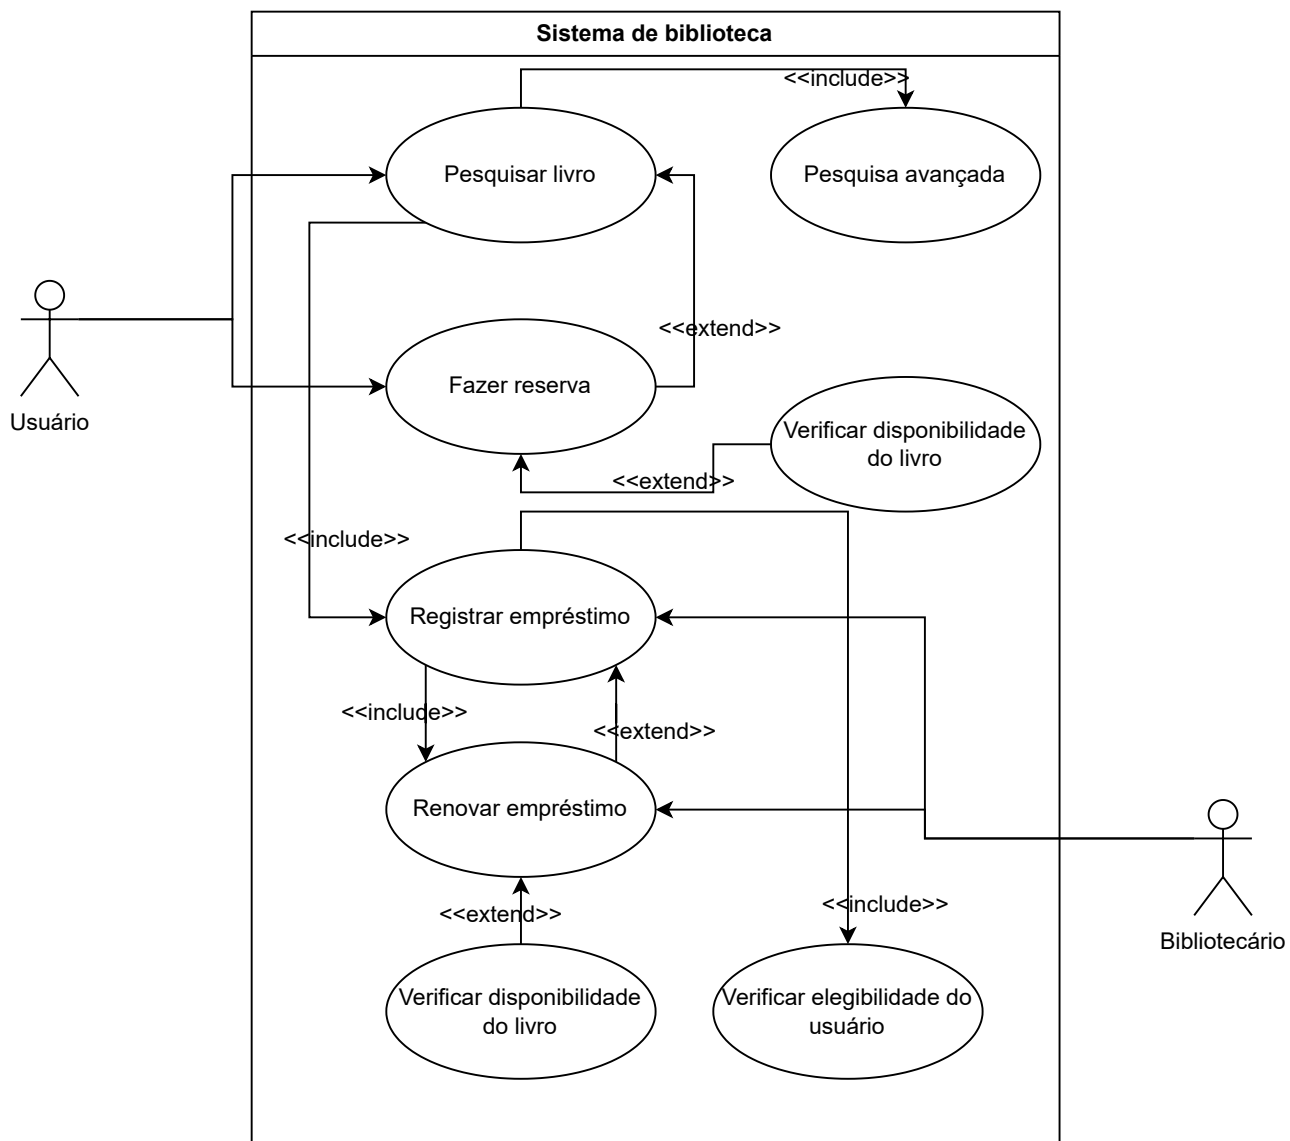 Sistema de biblioteca
<<include>>
Pesquisar livro
Pesquisa avançada
<<extend>>
Fazer reserva
Usuário
Verificar disponibilidade
do livro
<<extend>>
<<include>>
Registrar empréstimo
<<include>>
<<extend>>
Renovar empréstimo
<<extend>>
<<include>>
Bibliotecário
Verificar disponibilidade
do livro
Verificar elegibilidade do
usuário